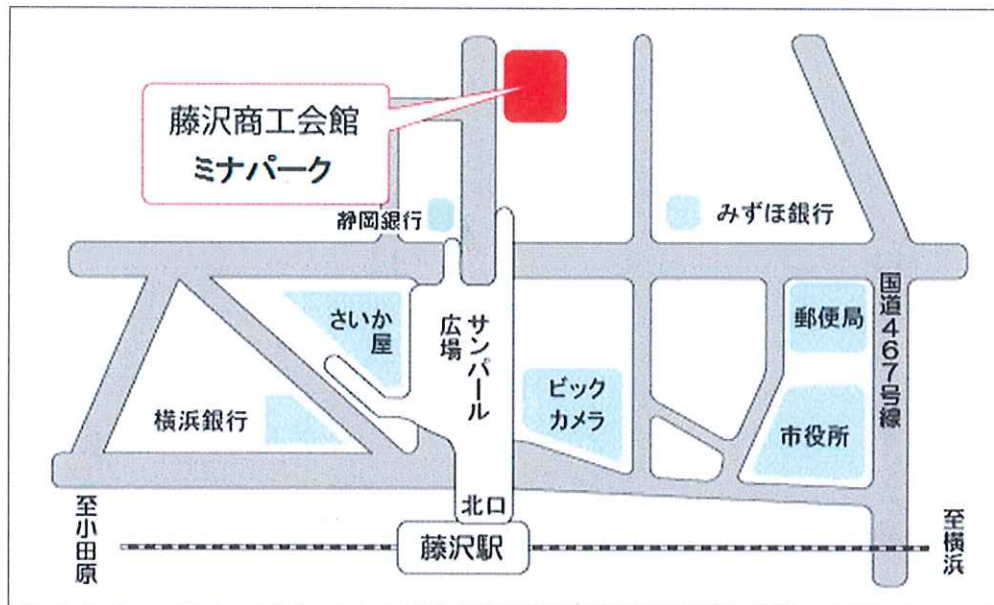 藤沢商工会館
ミナパーク
静岡銀行
みずほ銀行
さいか
屋
サンパール
広場
ビック
カメラ
郵便局
国道467号線
横浜銀行
市役所
北口
藤沢駅
至小田原
至横浜